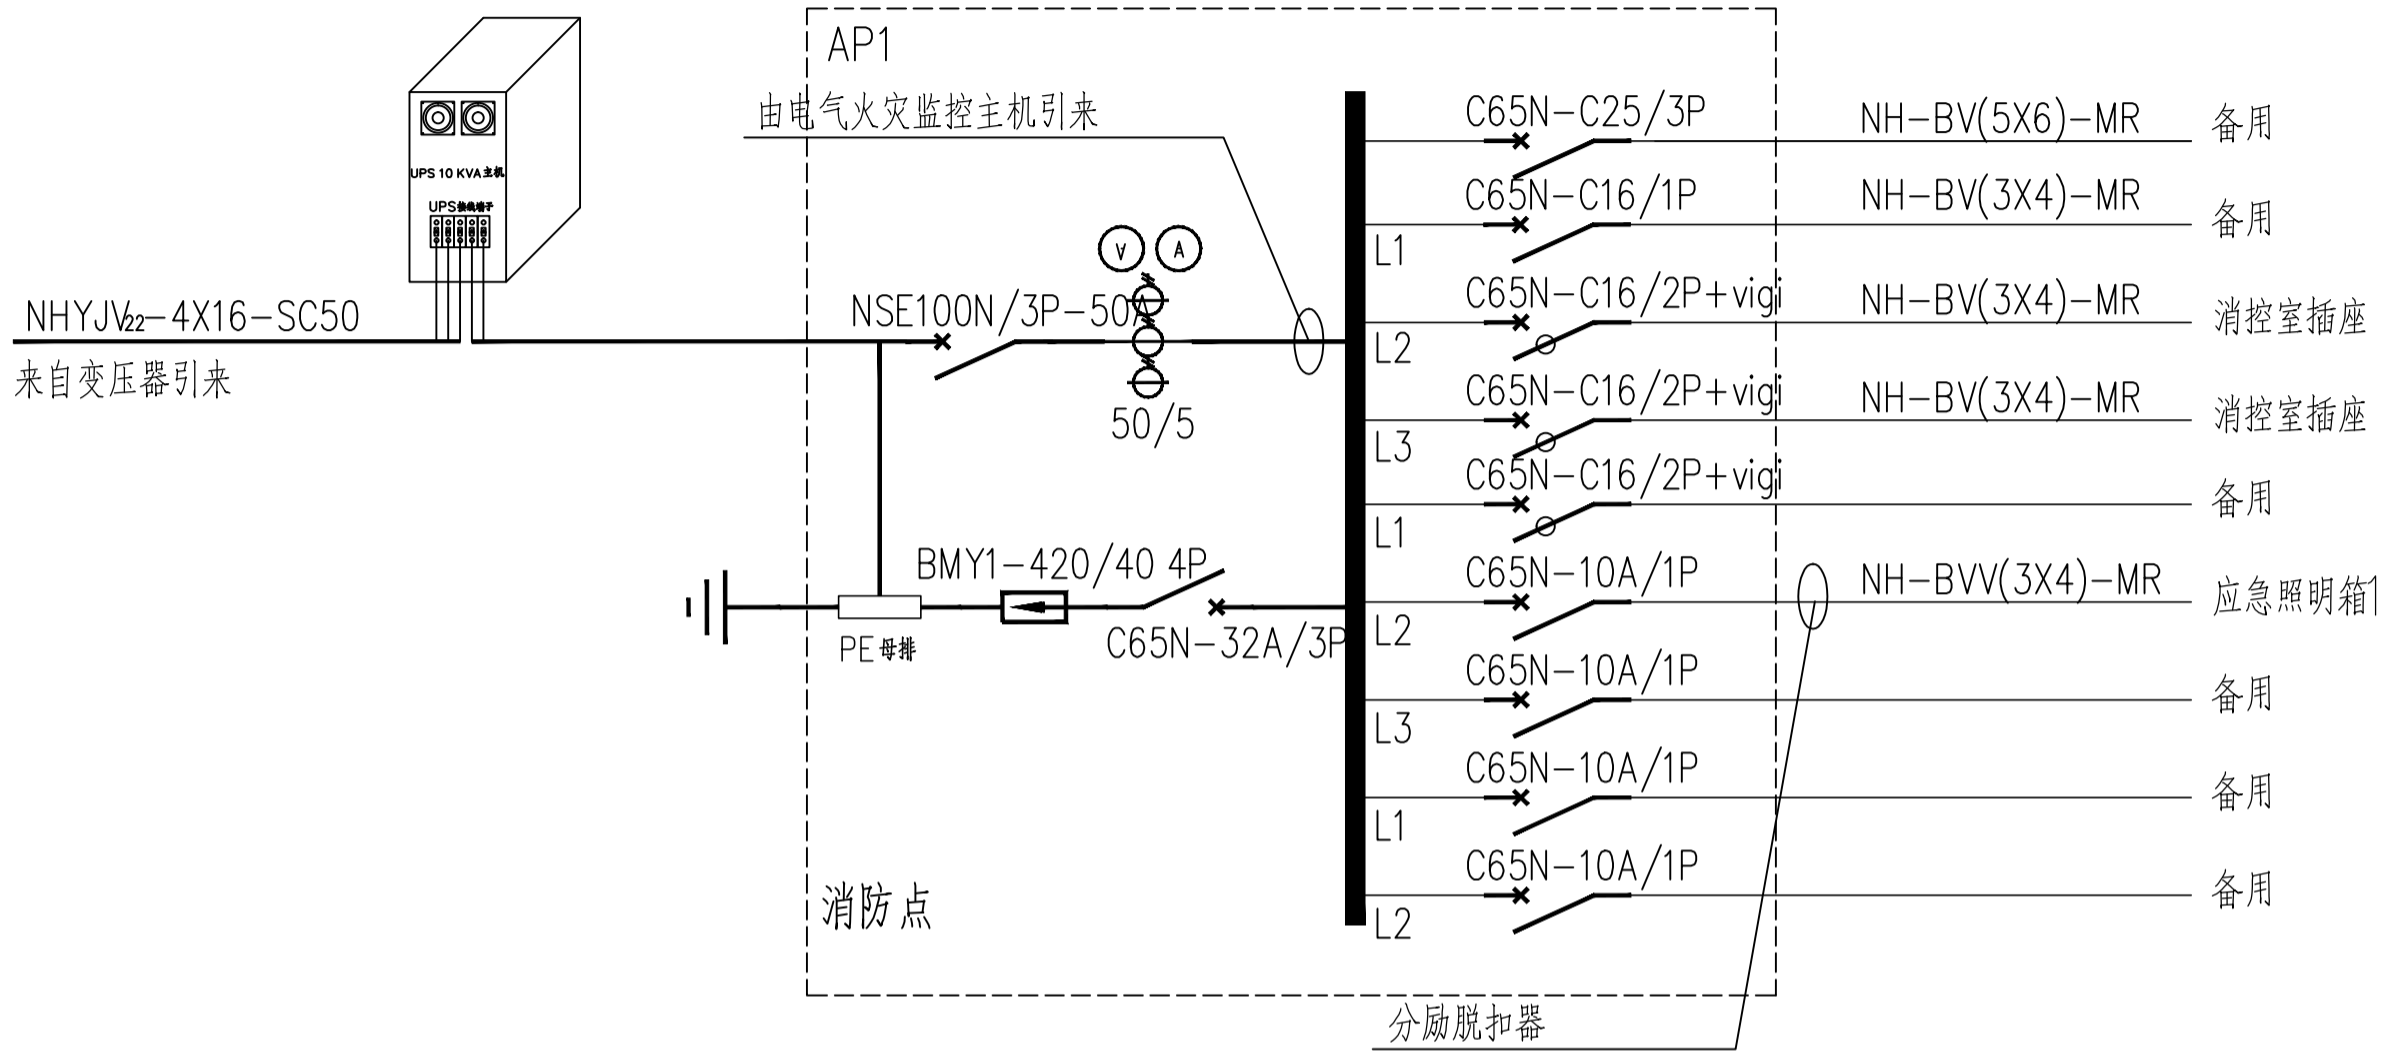 AP1
由电气火灾监控主机引来
UPS 10 KVA主机
UPS接线端子
NHYJV22-4X16-SC50
来自变压器引来
NSE100N/3P-50A
V
A
50/5
BMY1-420/40 4P
PE母排
C65N-32A/3P
消防点
C65N-C25/3P
NH-BV(5X6)-MR
备用
C65N-C16/1P
NH-BV(3X4)-MR
备用
L1
C65N-C16/2P+vigi
NH-BV(3X4)-MR
消控室插座
L2
C65N-C16/2P+vigi
NH-BV(3X4)-MR
消控室插座
L3
C65N-C16/2P+vigi
备用
L1
C65N-10A/1P
NH-BVV(3X4)-MR
应急照明箱1
L2
C65N-10A/1P
备用
L3
C65N-10A/1P
备用
L1
C65N-10A/1P
备用
L2
分励脱扣器